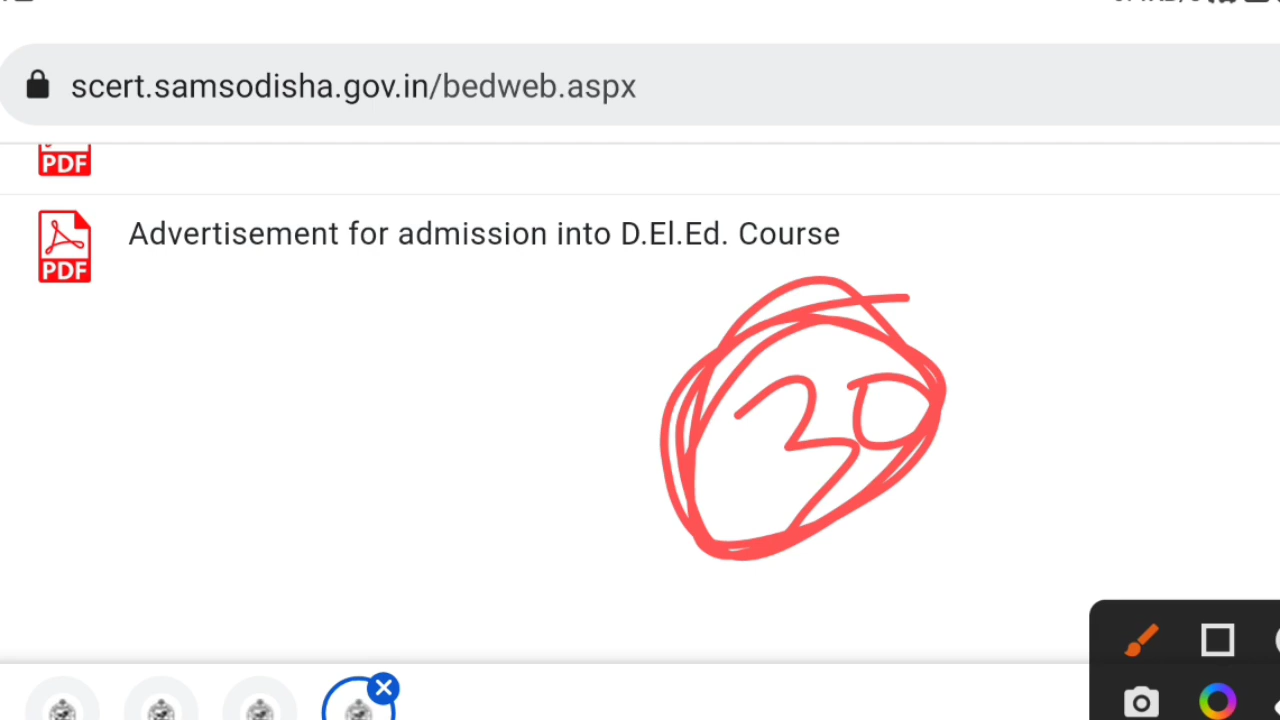 scert.samsodisha.gov.in/bedweb.aspx
PDF
PDF
Advertisement for admission into D.El.Ed. Course
30